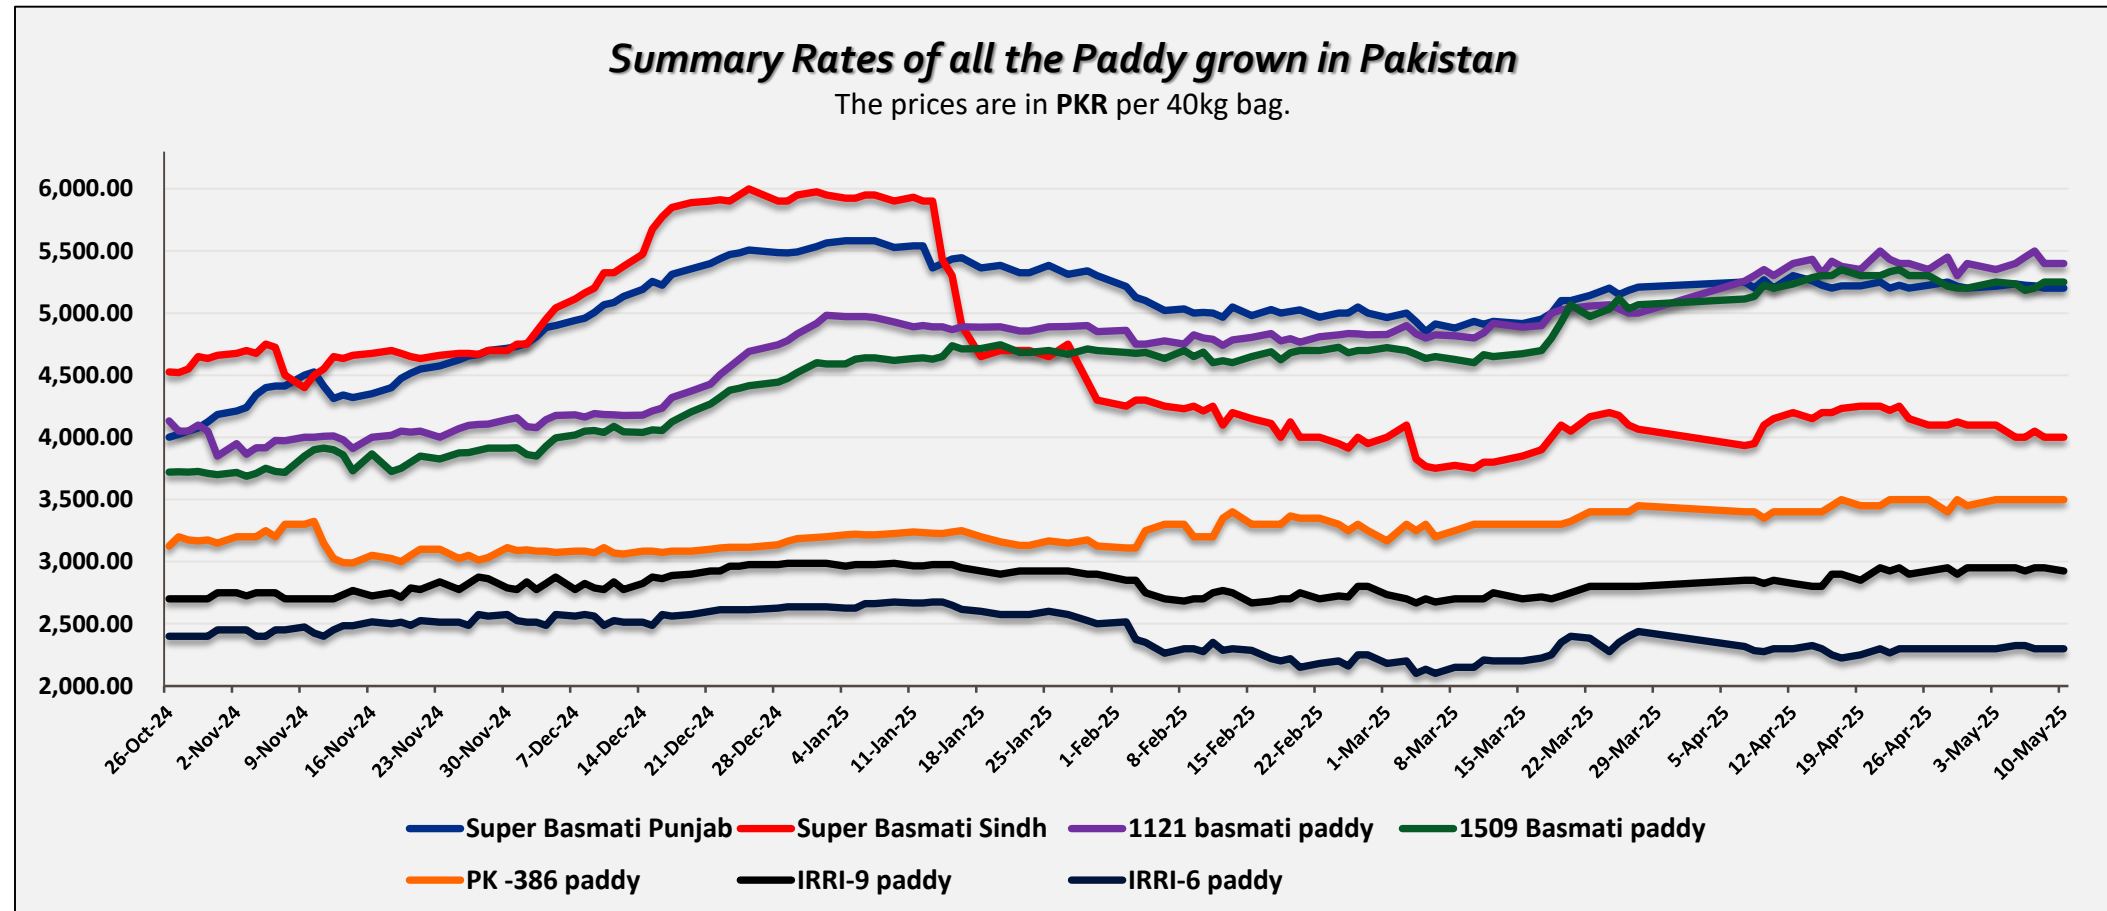 Summary Rates of all the Paddy grown in Pakistan
The prices are in PKR per 40kg bag.
6,000.00
5,500.00
5,000.00
4,500.00
4,000.00
3,500.00
3,000.00
2,500.00
2,000.00
26-Oct-24 2-Nov-24 9-Nov-24 16-Nov-24 23-Nov-24 30-Nov-24 7-Dec-24 14-Dec-24 21-Dec-24 28-Dec-24 4-Jan-25 11-Jan-25 18-Jan-25 25-Jan-25 1-Feb-25 8-Feb-25 15-Feb-25 22-Feb-25 1-Mar-25 8-Mar-25 15-Mar-25 22-Mar-25 29-Mar-25 5-Apr-25 12-Apr-25 19-Apr-25 26-Apr-25 3-May-25 10-May-25
Super Basmati Punjab Super Basmati Sindh 1121 basmati paddy 1509 Basmati paddy
PK -386 paddy IRRI-9 paddy IRRI-6 paddy